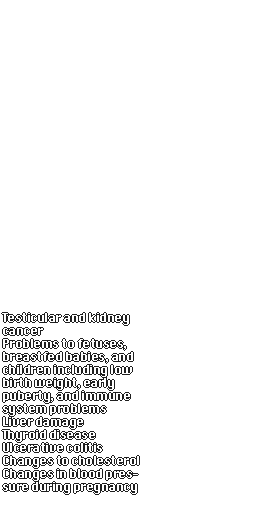 Testicular and kidney
cancer
Problems to fetuses,
breastfed babies, and
children including low
birth weight, early
puberty, and immune
system problems
Liver damage
Thyroid disease
Ulcerative colitis
Changes to cholesterol
Changes in blood pres-
sure during pregnancy